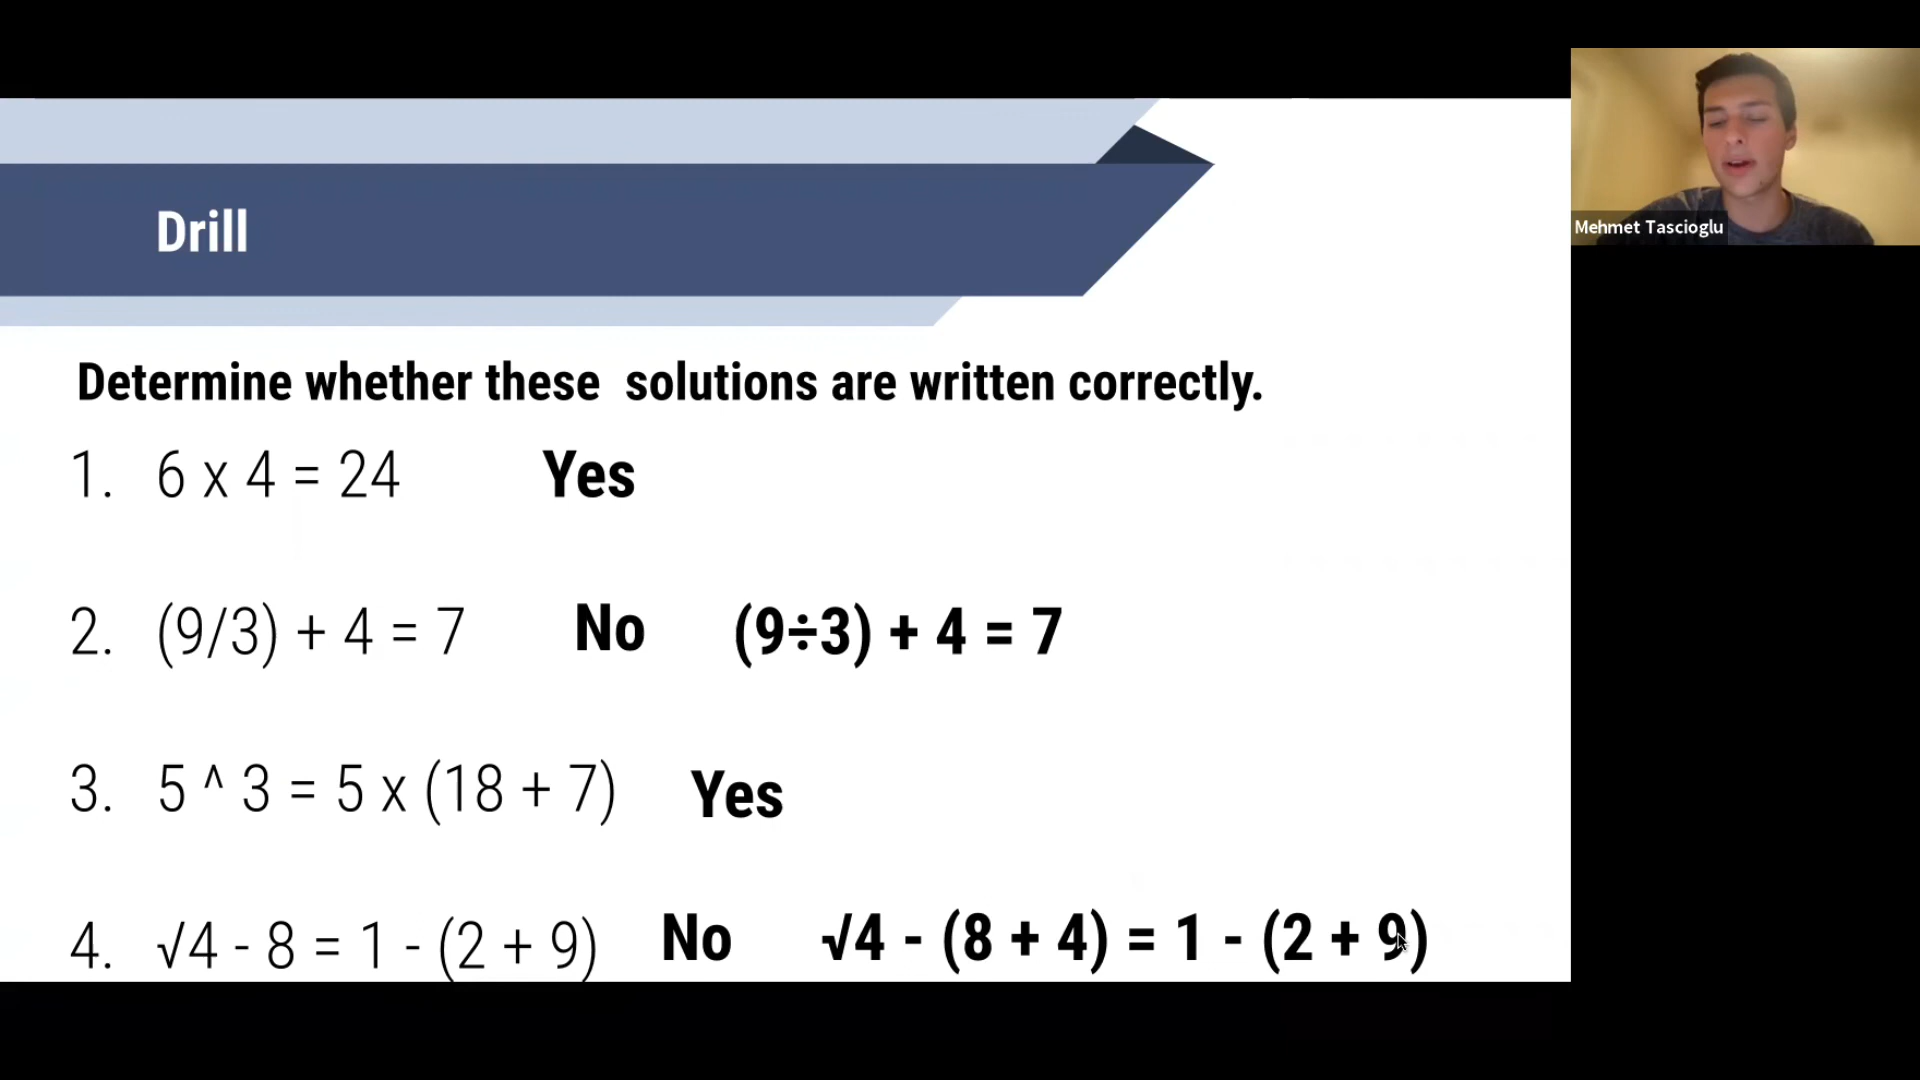 Drill
Mehmet Tascioglu
Determine whether these  solutions are written correctly.
1. 6 x 4 = 24 Yes
2. (9/3) + 4 = 7 No (9÷3) + 4 = 7
3. 5 ^ 3 = 5 x (18 + 7) Yes
4. √4 - 8 = 1 - (2 + 9) No √4 - (8 + 4) = 1 - (2 + 9)